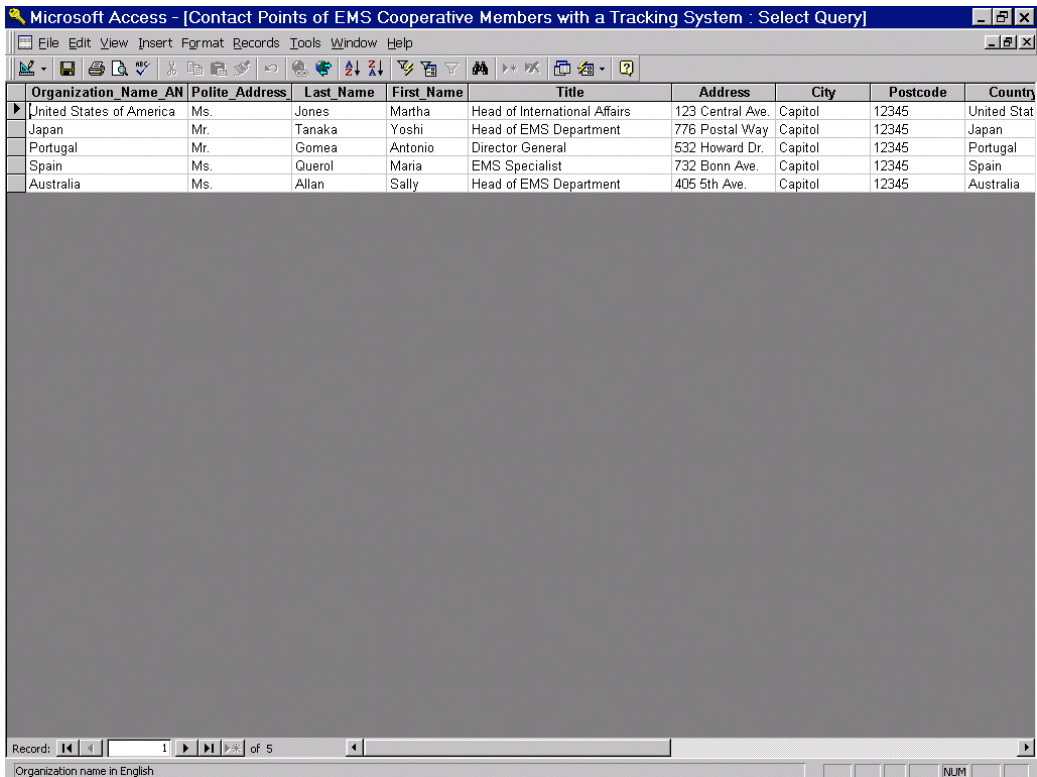 Microsoft Access - [Contact Points of EMS Cooperative Members with a Tracking System : Select Query]
File Edit View Insert Format Records Tools Window Help
Organization_Name_AN Polite_Address_ Last_Name First_Name Title Address City Postcode Country
United States of America Ms. Jones Martha Head of International Affairs 123 Central Ave. Capitol 12345 United Stat
Japan Mr. Tanaka Yoshi Head of EMS Department 776 Postal Way Capitol 12345 Japan
Portugal Mr. Gomea Antonio Director General 532 Howard Dr. Capitol 12345 Portugal
Spain Ms. Querol Maria EMS Specialist 732 Bonn Ave. Capitol 12345 Spain
Australia Ms. Allan Sally Head of EMS Department 405 5th Ave. Capitol 12345 Australia
Record: 1 of 5
Organization name in English NUM